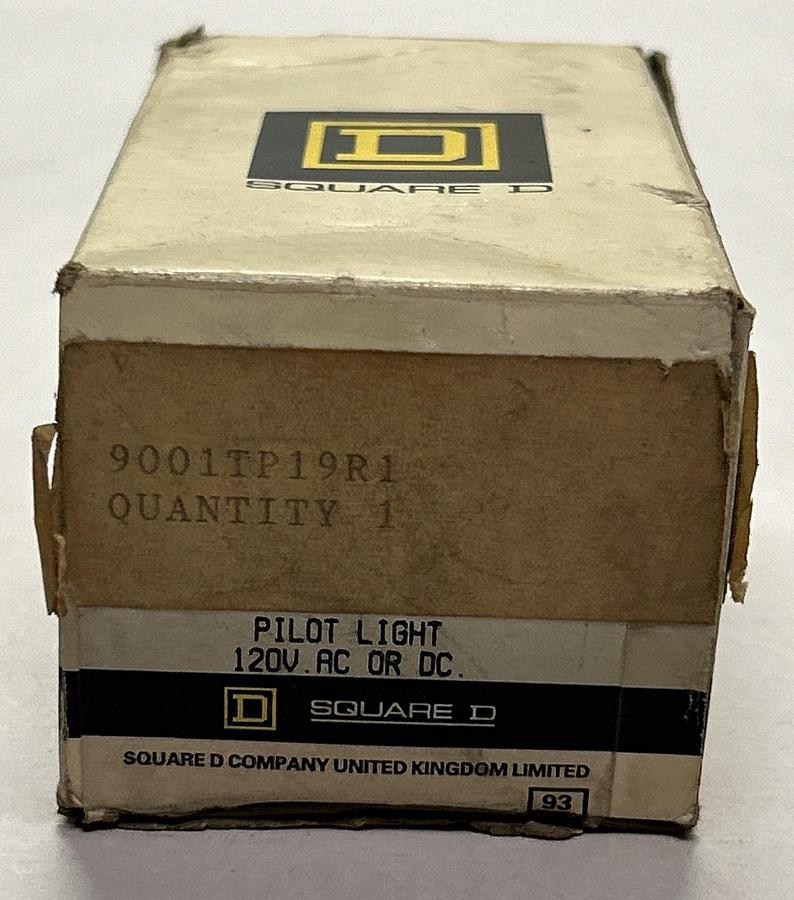 D
SQUARE D
9001TP19R1
QUANTITY 1
PILOT LIGHT
120V.AC OR DC.
D SQUARE D
SQUARE D COMPANY UNITED KINGDOM LIMITED
93